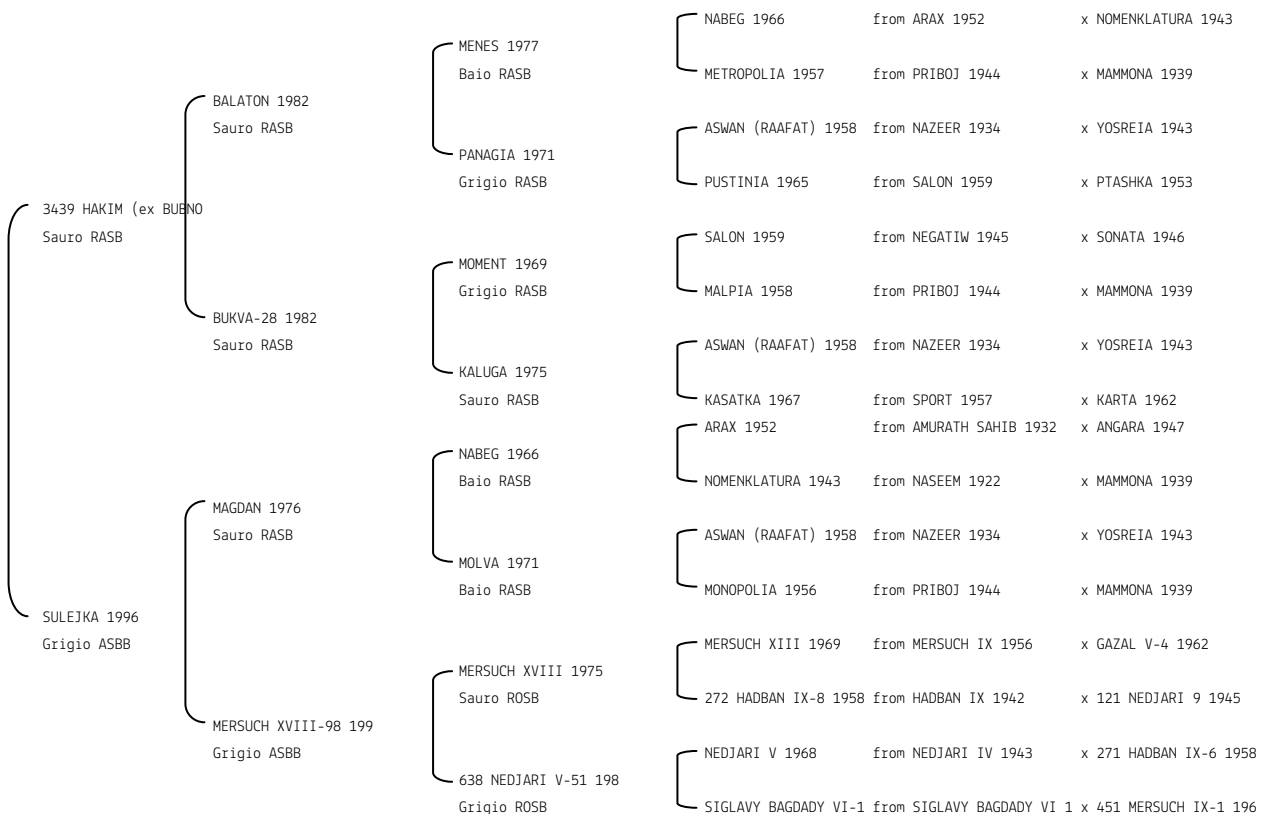 NABEG 1966 from ARAX 1952 x NOMENKLATURA 1943
MENES 1977
Baio RASB METROPOLIA 1957 from PRIBOJ 1944 x MAMMONA 1939
BALATON 1982
Sauro RASB ASWAN (RAAFAT) 1958 from NAZEER 1934 x YOSREIA 1943
PANAGIA 1971
Grigio RASB PUSTINIA 1965 from SALON 1959 x PTASHKA 1953
3439 HAKIM (ex BUENO
Sauro RASB SALON 1959 from NEGATIW 1945 x SONATA 1946
MOMENT 1969
Grigio RASB MALPIA 1958 from PRIBOJ 1944 x MAMMONA 1939
BUKVA-28 1982
Sauro RASB ASWAN (RAAFAT) 1958 from NAZEER 1934 x YOSREIA 1943
KALUGA 1975
Sauro RASB KASATKA 1967 from SPORT 1957 x KARTA 1962
ARAX 1952 from AMURATH SAHIB 1932 x ANGARA 1947
NABEG 1966
Baio RASB NOMENKLATURA 1943 from NASEEM 1922 x MAMMONA 1939
MAGDAN 1976
Sauro RASB ASWAN (RAAFAT) 1958 from NAZEER 1934 x YOSREIA 1943
MOLVA 1971
Baio RASB MONOPOLIA 1956 from PRIBOJ 1944 x MAMMONA 1939
SULEJKA 1996
Grigio ASBB MERSUCH XIII 1969 from MERSUCH IX 1956 x GAZAL V-4 1962
MERSUCH XVIII 1975
Sauro ROSB 272 HADBAN IX-8 1958 from HADBAN IX 1942 x 121 NEDJARI 9 1945
MERSUCH XVIII-98 199
Grigio ASBB NEDJARI V 1968 from NEDJARI IV 1943 x 271 HADBAN IX-6 1958
638 NEDJARI V-51 198
Grigio ROSB SIGLAVY BAGDADY VI-1 from SIGLAVY BAGDADY VI 1 x 451 MERSUCH IX-1 196